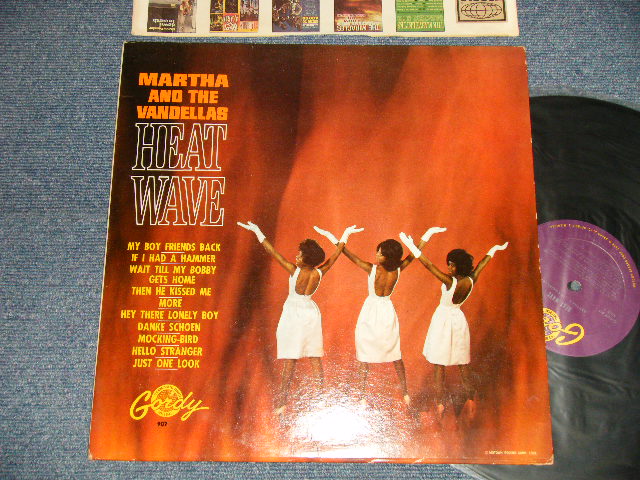 MARTHA
AND THE
VANDELLAS
HEAT
WAVE
MY BOY FRIENDS BACK
IF I HAD A HAMMER
WAIT TILL MY BOBBY
GETS HOME
THEN HE KISSED ME
MORE
HEY THERE LONELY BOY
DANKE SCHOEN
MOCKING-BIRD
HELLO STRANGER
JUST ONE LOOK
Gordy
907
Gordy